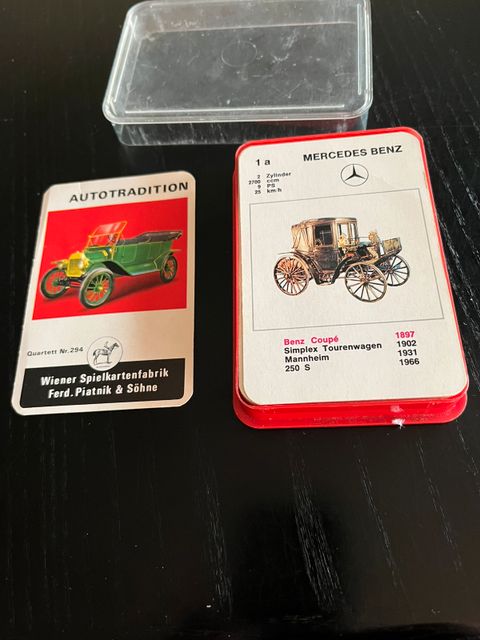 AUTOTRADITION
Quartett Nr. 294
Wiener Spielkartenfabrik
Ferd. Piatnik & Söhne
1 a
MERCEDES BENZ
2 Zylinder
2700 ccm
9 PS
25 km/h
Benz Coupé 1897
Simplex Tourenwagen 1902
Mannheim 1931
250 S 1966